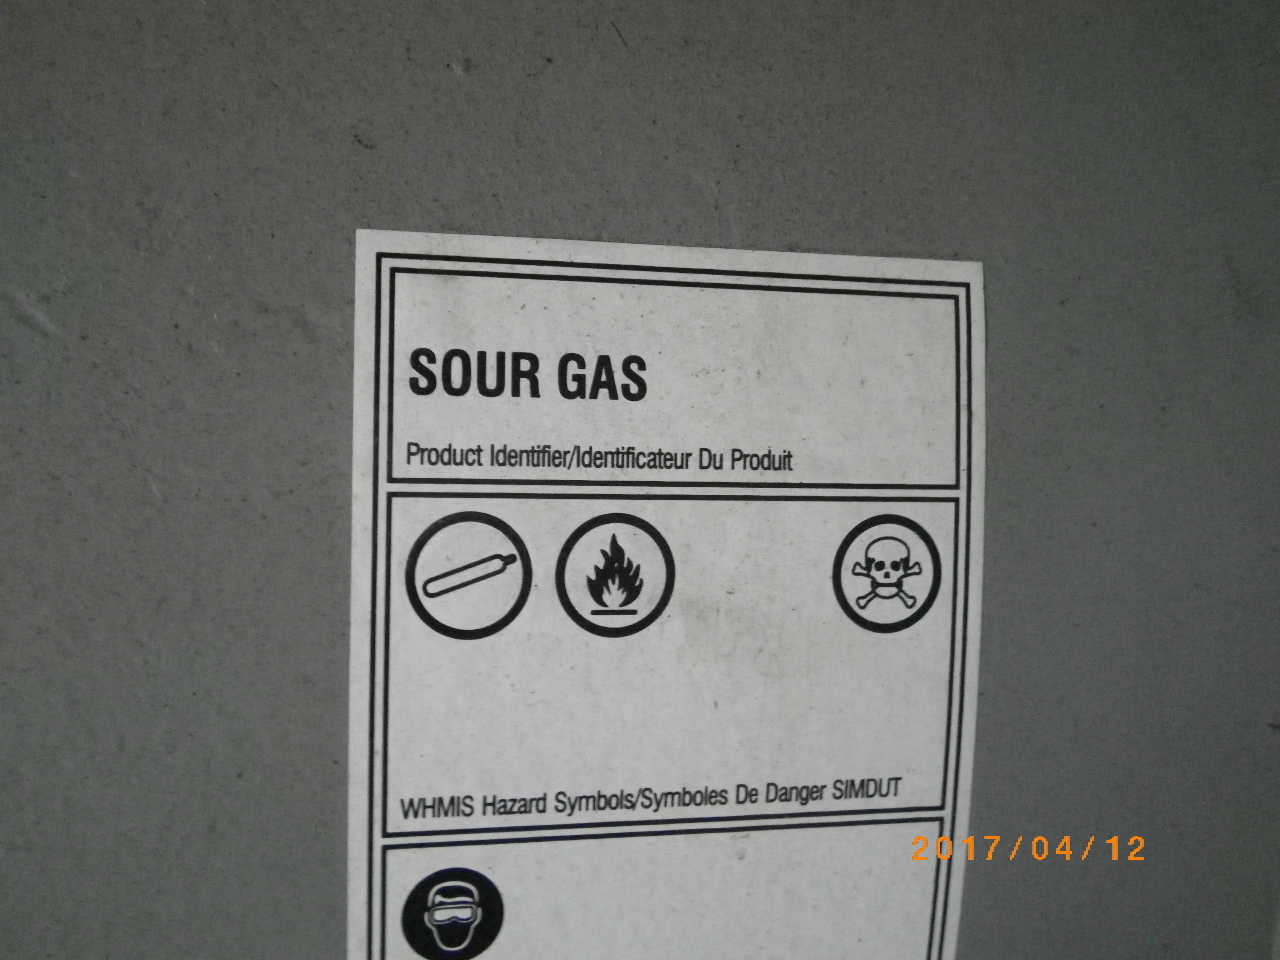 SOUR GAS
Product Identifier/Identificateur Du Produit
WHMIS Hazard Symbols/Symboles De Danger SIMDUT
2017/04/12